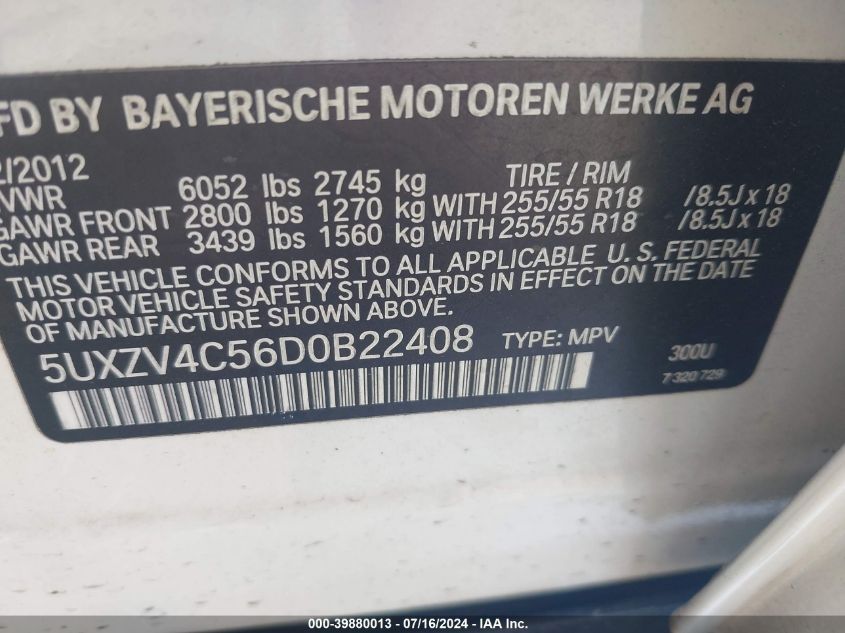 FD BY BAYERISCHE MOTOREN WERKE AG
/2012
VWR 6052 lbs 2745 kg TIRE / RIM
GAWR FRONT 2800 lbs 1270 kg WITH 255/55 R18 /8.5J x 18
GAWR REAR 3439 lbs 1560 kg WITH 255/55 R18 /8.5J x 18
THIS VEHICLE CONFORMS TO ALL APPLICABLE U. S. FEDERAL
MOTOR VEHICLE SAFETY STANDARDS IN EFFECT ON THE DATE
OF MANUFACTURE SHOWN ABOVE.
5UXZV4C56D0B22408 TYPE: MPV 300U
7 320 729
000-39880013 - 07/16/2024 - IAA Inc.